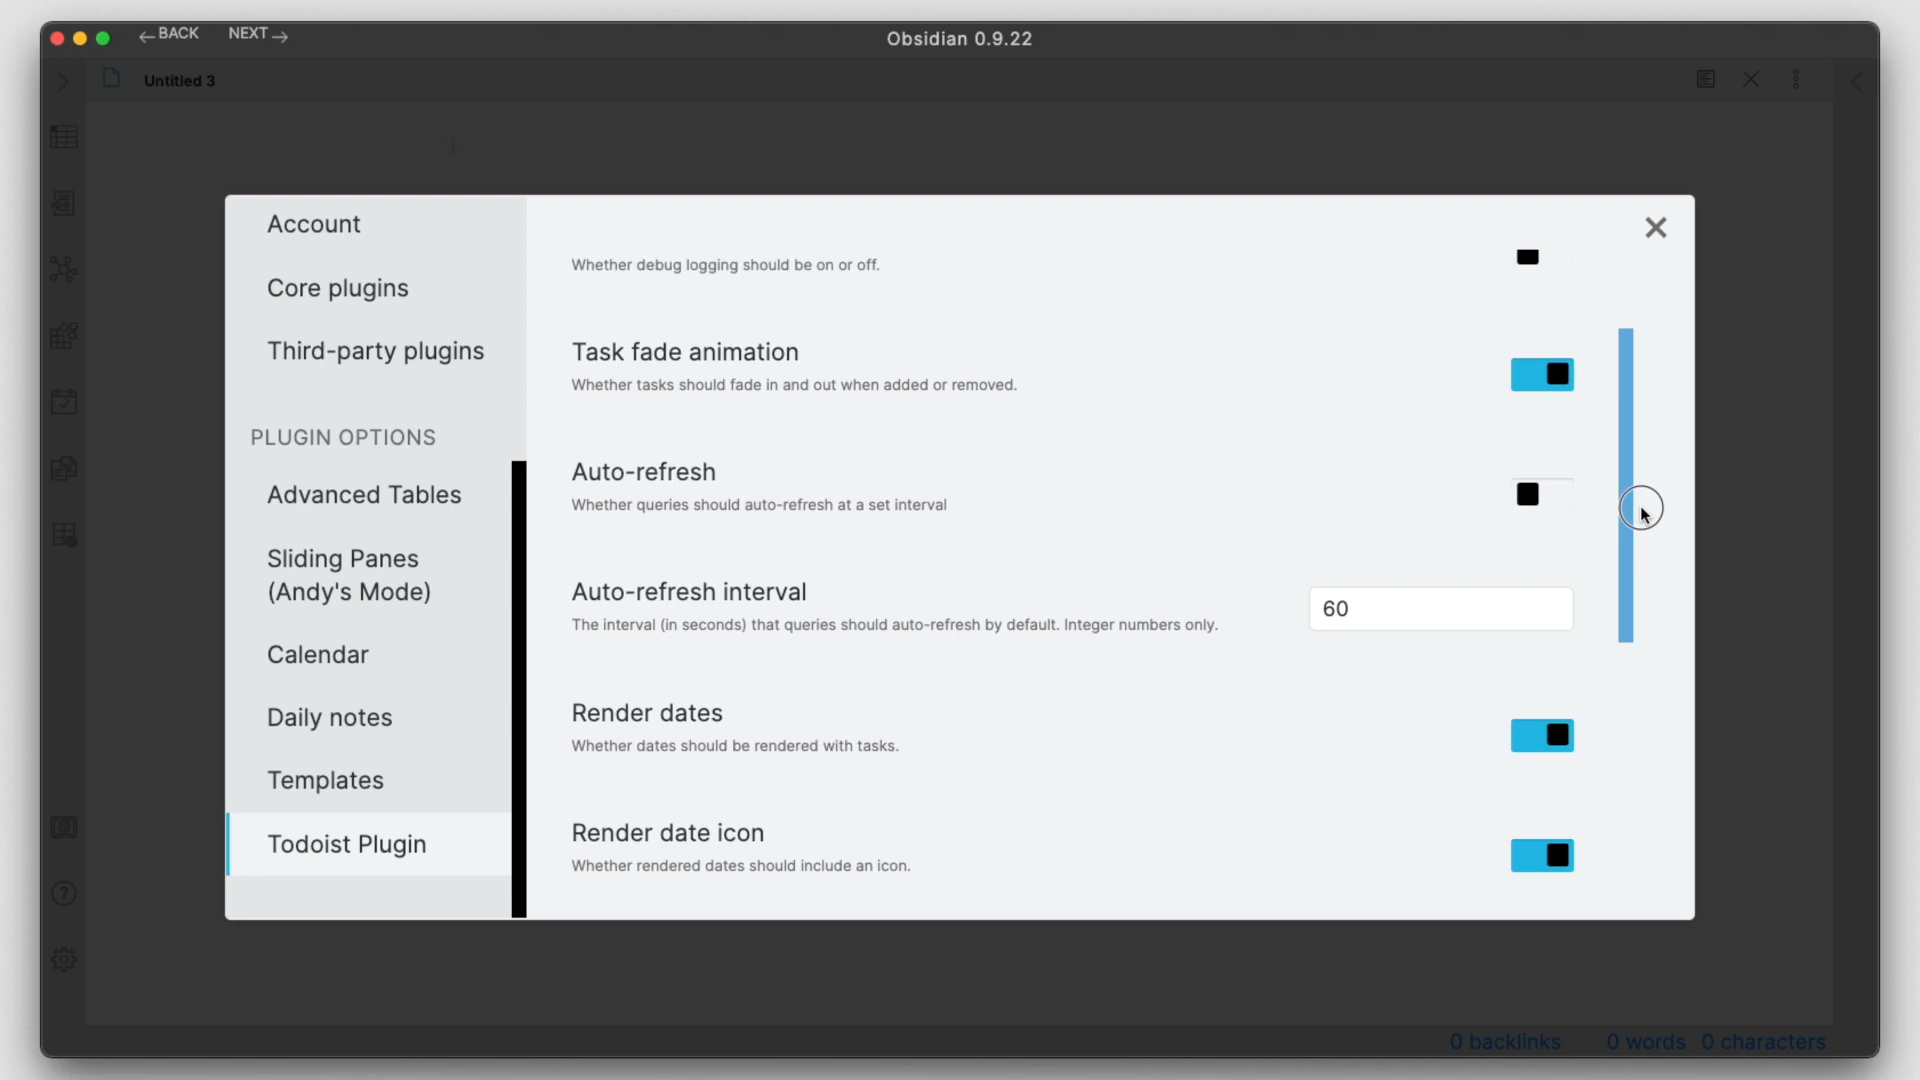 BACK
NEXT
Obsidian 0.9.22
Untitled 3
1
Account
Core plugins
Third-party plugins
PLUGIN OPTIONS
Advanced Tables
Sliding Panes
(Andy's Mode)
Calendar
Daily notes
Templates
Todoist Plugin
Whether debug logging should be on or off.
Task fade animation
Whether tasks should fade in and out when added or removed.
Auto-refresh
Whether queries should auto-refresh at a set interval
Auto-refresh interval
The interval (in seconds) that queries should auto-refresh by default. Integer numbers only.
60
Render dates
Whether dates should be rendered with tasks.
Render date icon
Whether rendered dates should include an icon.
0 backlinks
0 words
0 characters